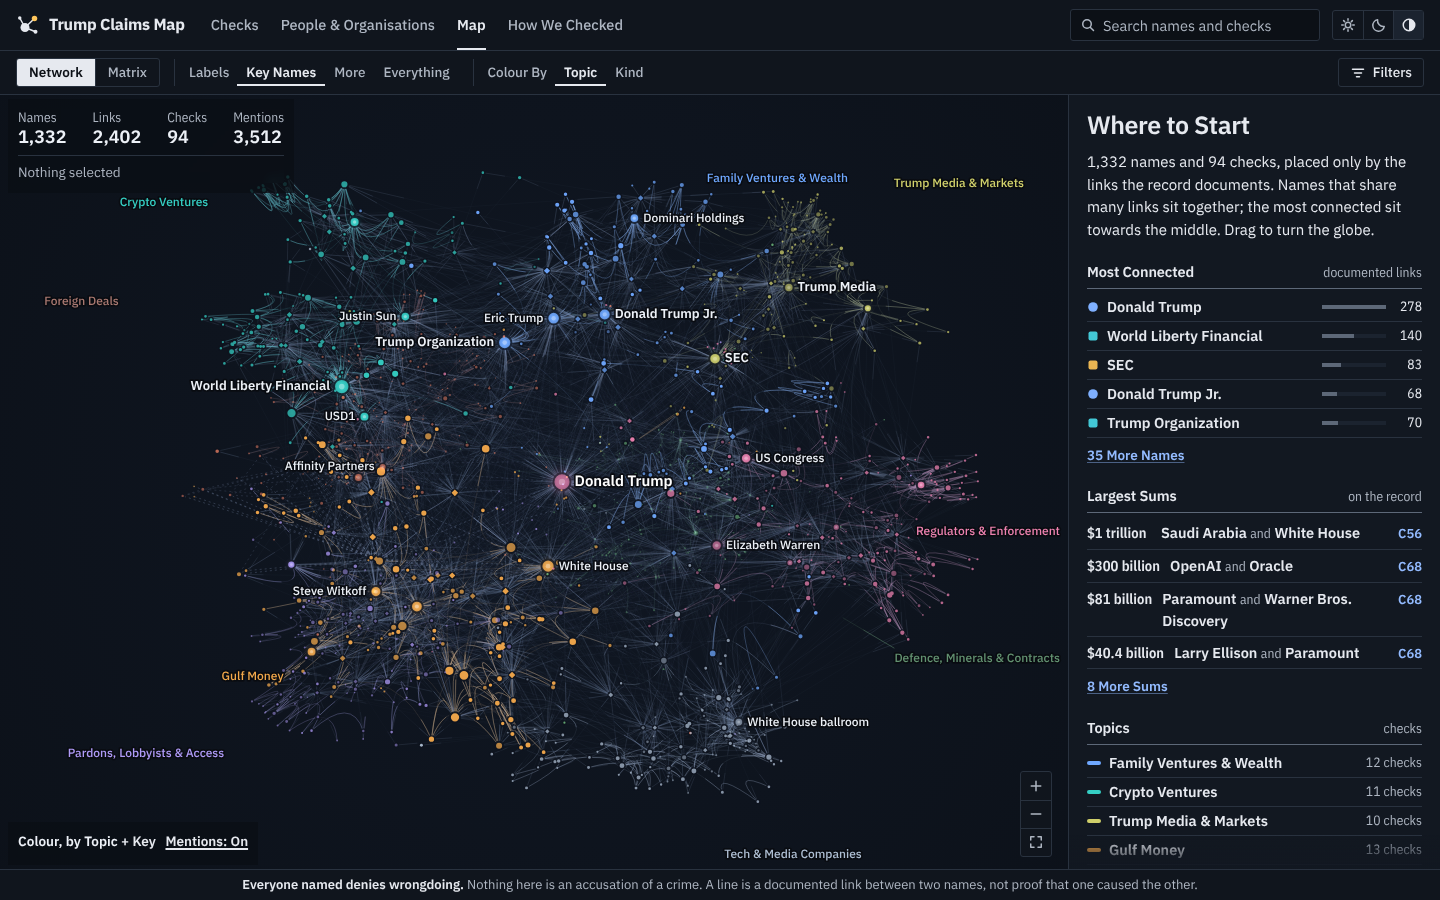 Trump Claims Map
Checks
People & Organisations
Map
How We Checked
Search names and checks
Network
Matrix
Labels
Key Names
More
Everything
Colour By
Topic
Kind
Filters
Names
Links
Checks
Mentions
1,332
2,402
94
3,512
Nothing selected
Crypto Ventures
Family Ventures & Wealth
Trump Media & Markets
Dominari Holdings
Foreign Deals
Trump Media
Justin Sun
Eric Trump
Donald Trump Jr.
Trump Organization
SEC
World Liberty Financial
USD1
Affinity Partners
US Congress
Donald Trump
Regulators & Enforcement
Elizabeth Warren
White House
Steve Witkoff
Defence, Minerals & Contracts
Gulf Money
White House ballroom
Pardons, Lobbyists & Access
Colour, by Topic + Key
Mentions: On
Tech & Media Companies
Where to Start
1,332 names and 94 checks, placed only by the
links the record documents. Names that share
many links sit together; the most connected sit
towards the middle. Drag to turn the globe.
Most Connected
documented links
Donald Trump 278
World Liberty Financial 140
SEC 83
Donald Trump Jr. 68
Trump Organization 70
35 More Names
Largest Sums
on the record
$1 trillion Saudi Arabia and White House C56
$300 billion OpenAI and Oracle C68
$81 billion Paramount and Warner Bros. C68
Discovery
$40.4 billion Larry Ellison and Paramount C68
8 More Sums
Topics
checks
Family Ventures & Wealth 12 checks
Crypto Ventures 11 checks
Trump Media & Markets 10 checks
Gulf Money 13 checks
Everyone named denies wrongdoing. Nothing here is an accusation of a crime. A line is a documented link between two names, not proof that one caused the other.